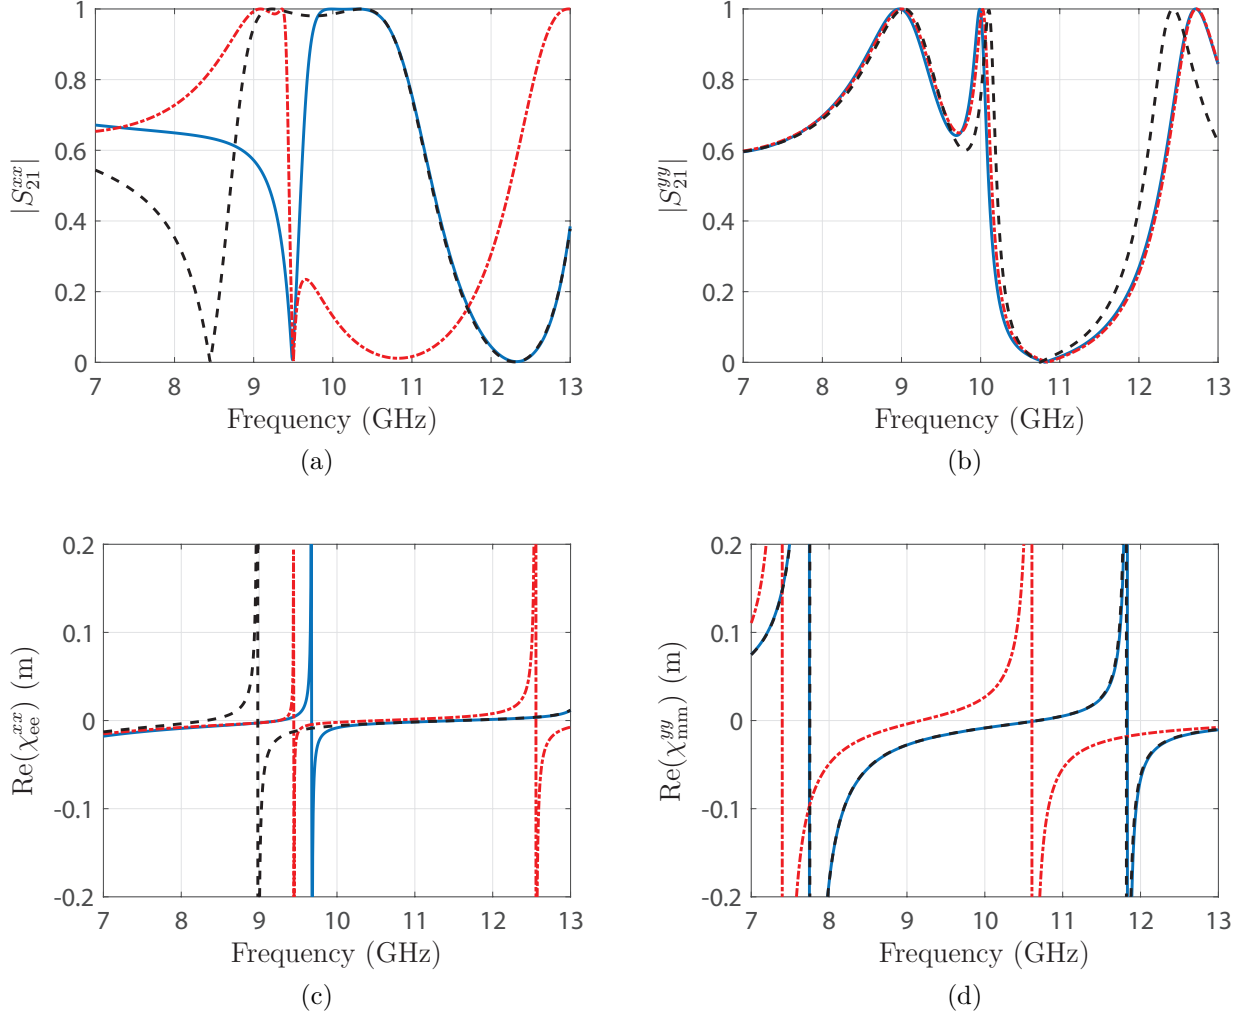 1
0.8
0.6
0.4
0.2
0
7 8 9 10 11 12 13
|S_{21}^{xx}|
Frequency (GHz)
(a)
1
0.8
0.6
0.4
0.2
0
7 8 9 10 11 12 13
|S_{21}^{yy}|
Frequency (GHz)
(b)
0.2
0.1
0
-0.1
-0.2
7 8 9 10 11 12 13
Re(χ_{ee}^{xx}) (m)
Frequency (GHz)
(c)
0.2
0.1
0
-0.1
-0.2
7 8 9 10 11 12 13
Re(χ_{mm}^{yy}) (m)
Frequency (GHz)
(d)